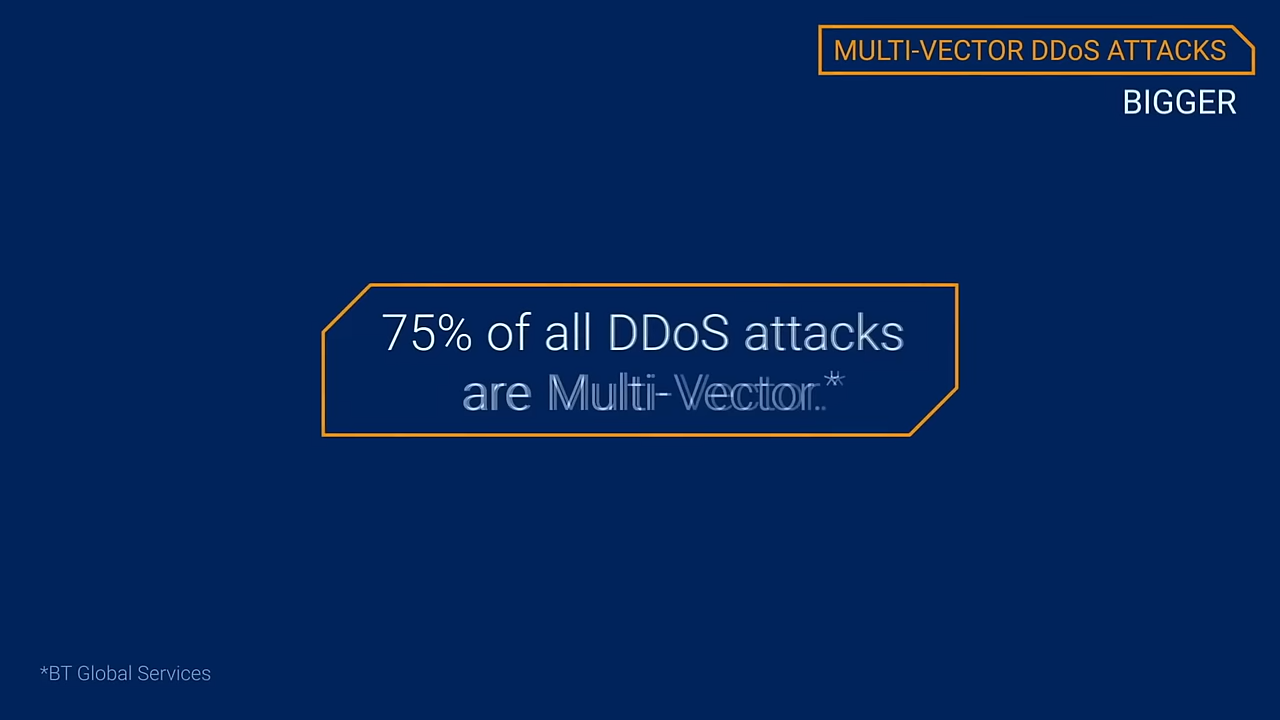 MULTI-VECTOR DDoS ATTACKS
BIGGER
75% of all DDoS attacks
are Multi-Vector.*
*BT Global Services